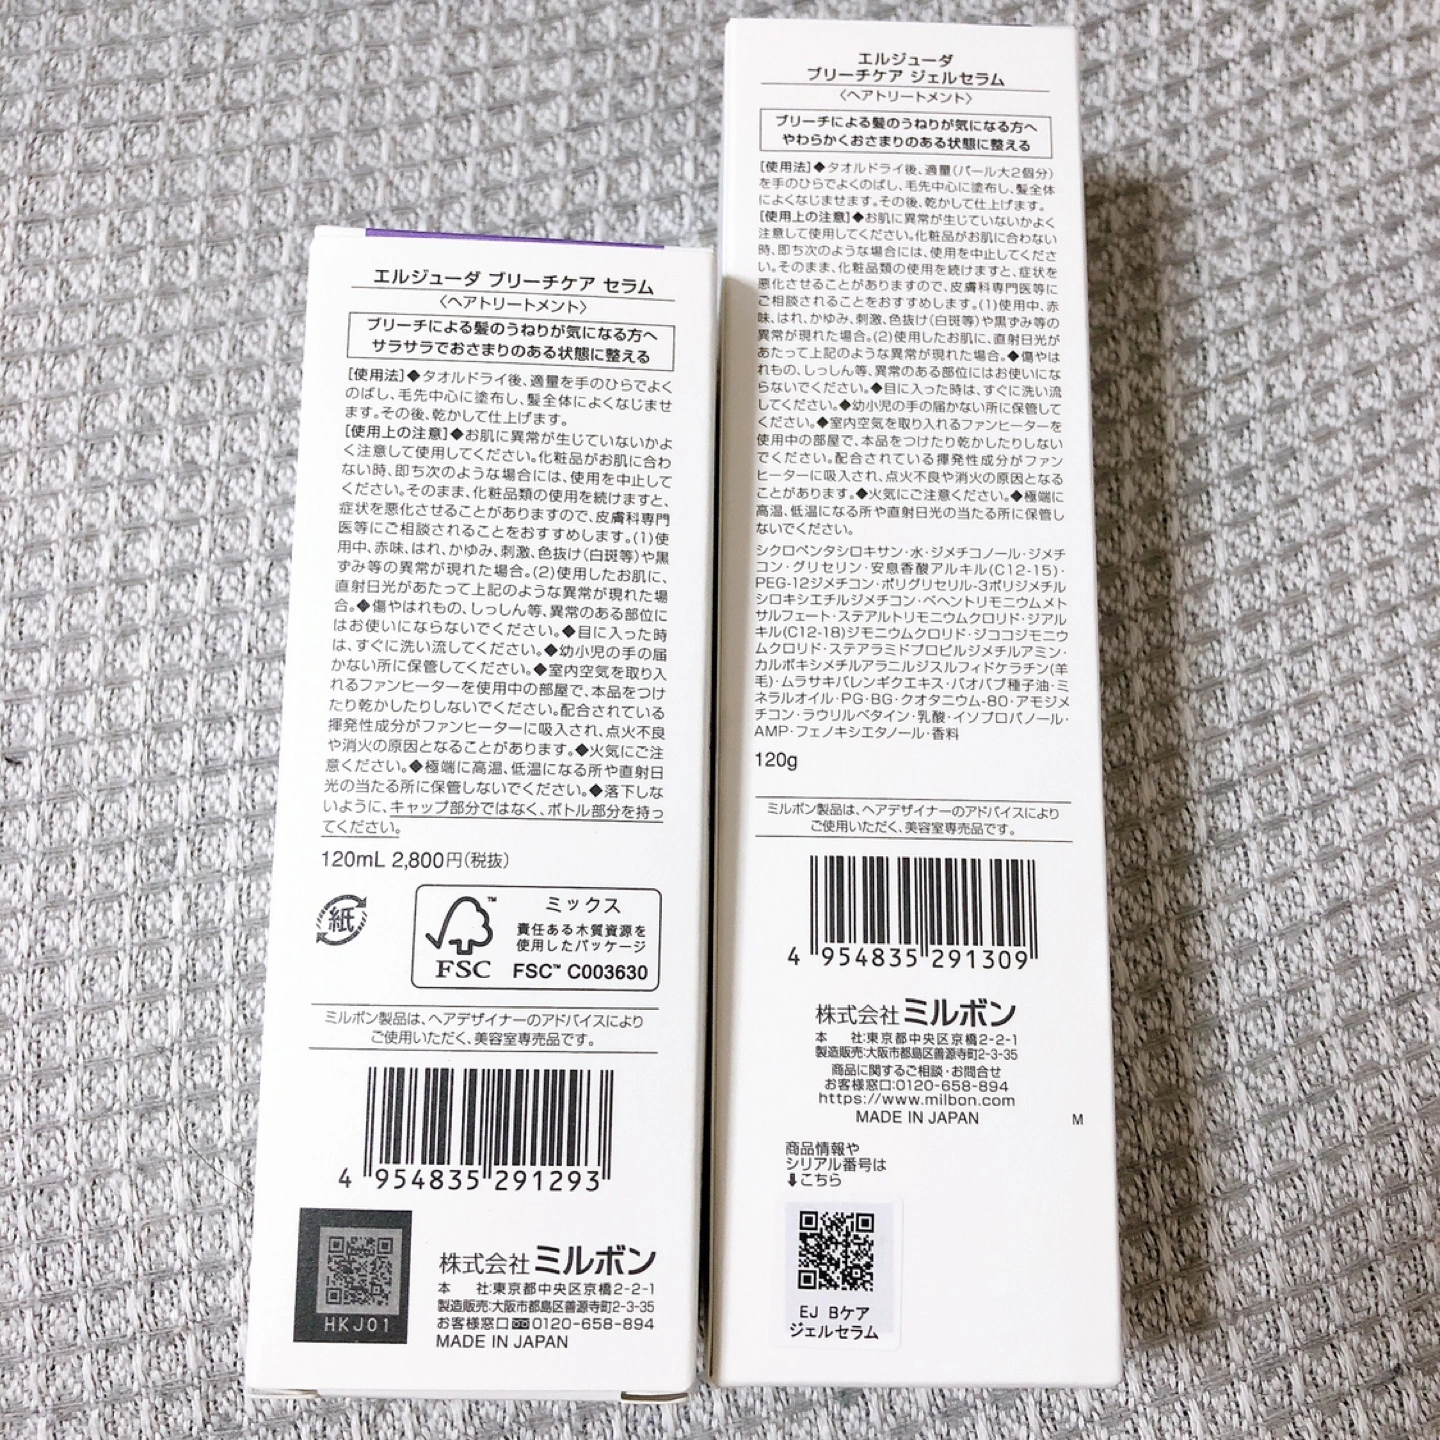 エルジューダ ブリーチケア セラム
〈ヘアトリートメント〉
ブリーチによる髪のうねりが気になる方へ
サラサラでおさまりのある状態に整える
[使用法]◆タオルドライ後、適量を手のひらでよく
のばし、毛先中心に塗布し、髪全体によくなじませ
ます。その後、乾かして仕上げます。
[使用上の注意]◆お肌に異常が生じていないかよ
く注意して使用してください。化粧品がお肌に合わ
ない時、即ち次のような場合には、使用を中止して
ください。そのまま、化粧品類の使用を続けますと、
症状を悪化させることがありますので、皮膚科専門
医等にご相談されることをおすすめします。(1)使
用中、赤味、はれ、かゆみ、刺激、色抜け(白斑等)や黒
ずみ等の異常が現れた場合。(2)使用したお肌に、
直射日光があたって上記のような異常が現れた場
合。◆傷やはれもの、しっしん等、異常のある部位に
はお使いにならないでください。◆目に入った時
は、すぐに洗い流してください。◆幼小児の手の届
かない所に保管してください。◆室内空気を取り入
れるファンヒーターを使用中の部屋で、本品をつけ
たり乾かしたりしないでください。配合されている
揮発性成分がファンヒーターに吸入され、点火不良
や消火の原因となることがあります。◆火気にご注
意ください。◆極端に高温、低温になる所や直射日
光の当たる所に保管しないでください。◆落下しな
いように、キャップ部分ではなく、ボトル部分を持っ
てください。
120mL 2,800円(税抜)
紙
FSC™
ミックス
責任ある木質資源を
使用したパッケージ
FSC™ C003630
ミルボン製品は、ヘアデザイナーのアドバイスにより
ご使用いただく、美容室専売品です。
4 954835 291293
HKJ01
株式会社ミルボン
本 社:東京都中央区京橋2-2-1
製造販売:大阪市都島区善源寺町2-3-35
お客様窓口 0120-658-894
MADE IN JAPAN
エルジューダ
ブリーチケア ジェルセラム
〈ヘアトリートメント〉
ブリーチによる髪のうねりが気になる方へ
やわらかくおさまりのある状態に整える
[使用法]◆タオルドライ後、適量(パール大2個分)
を手のひらでよくのばし、毛先中心に塗布し、髪全体
によくなじませます。その後、乾かして仕上げます。
[使用上の注意]◆お肌に異常が生じていないかよく
注意して使用してください。化粧品がお肌に合わない
時、即ち次のような場合には、使用を中止してくださ
い。そのまま、化粧品類の使用を続けますと、症状を
悪化させることがありますので、皮膚科専門医等に
ご相談されることをおすすめします。(1)使用中、赤
味、はれ、かゆみ、刺激、色抜け(白斑等)や黒ずみ等の
異常が現れた場合。(2)使用したお肌に、直射日光が
あたって上記のような異常が現れた場合。◆傷やは
れもの、しっしん等、異常のある部位にはお使いにな
らないでください。◆目に入った時は、すぐに洗い流
してください。◆幼小児の手の届かない所に保管して
ください。◆室内空気を取り入れるファンヒーターを
使用中の部屋で、本品をつけたり乾かしたりしない
でください。配合されている揮発性成分がファン
ヒーターに吸入され、点火不良や消火の原因となる
ことがあります。◆火気にご注意ください。◆極端に
高温、低温になる所や直射日光の当たる所に保管し
ないでください。
シクロペンタシロキサン・水・ジメチコノール・ジメチ
コン・グリセリン・安息香酸アルキル(C12-15)・
PEG-12ジメチコン・ポリグリセリル-3ポリジメチル
シロキシエチルジメチコン・ベヘントリモニウムメト
サルフェート・ステアルトリモニウムクロリド・ジアル
キル(C12-18)ジモニウムクロリド・ジココジモニウ
ムクロリド・ステアラミドプロピルジメチルアミン・
カルボキシメチルアラニルジスルフィドケラチン(羊
毛)・ムラサキバレンギクエキス・バオバブ種子油・ミ
ネラルオイル・PG・BG・クオタニウム-80・アモジメ
チコン・ラウリルベタイン・乳酸・イソプロパノール・
AMP・フェノキシエタノール・香料
120g
ミルボン製品は、ヘアデザイナーのアドバイスにより
ご使用いただく、美容室専売品です。
4 954835 291309
株式会社ミルボン
本 社:東京都中央区京橋2-2-1
製造販売:大阪市都島区善源寺町2-3-35
商品に関するご相談・お問合せ
お客様窓口:0120-658-894
https://www.milbon.com
MADE IN JAPAN
M
商品情報や
シリアル番号は
⬇こちら
EJ Bケア
ジェルセラム